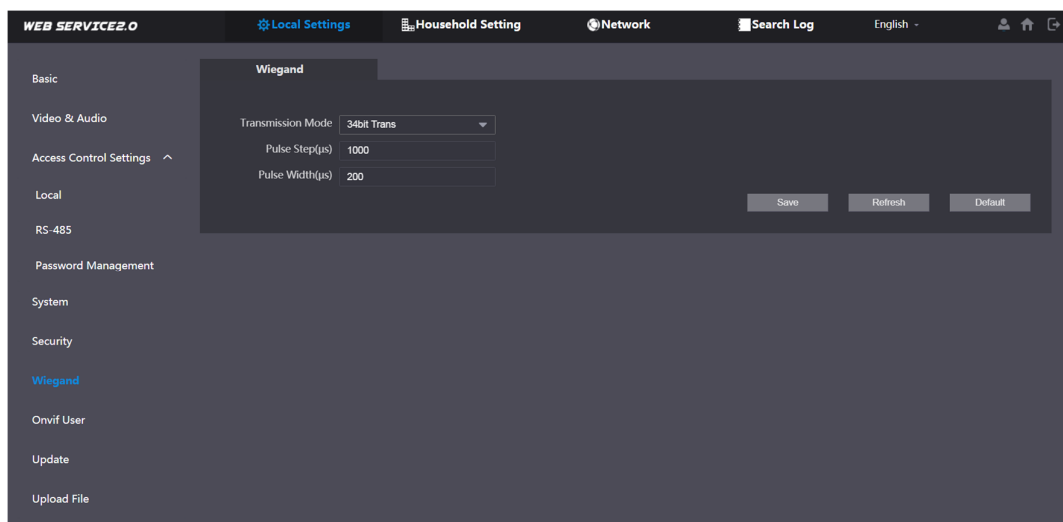 WEB SERVICE2.0
Local Settings
Household Setting
Network
Search Log
English
Basic
Video & Audio
Access Control Settings
Local
RS-485
Password Management
System
Security
Wiegand
Onvif User
Update
Upload File
Wiegand
Transmission Mode 34bit Trans
Pulse Step(μs) 1000
Pulse Width(μs) 200
Save Refresh Default